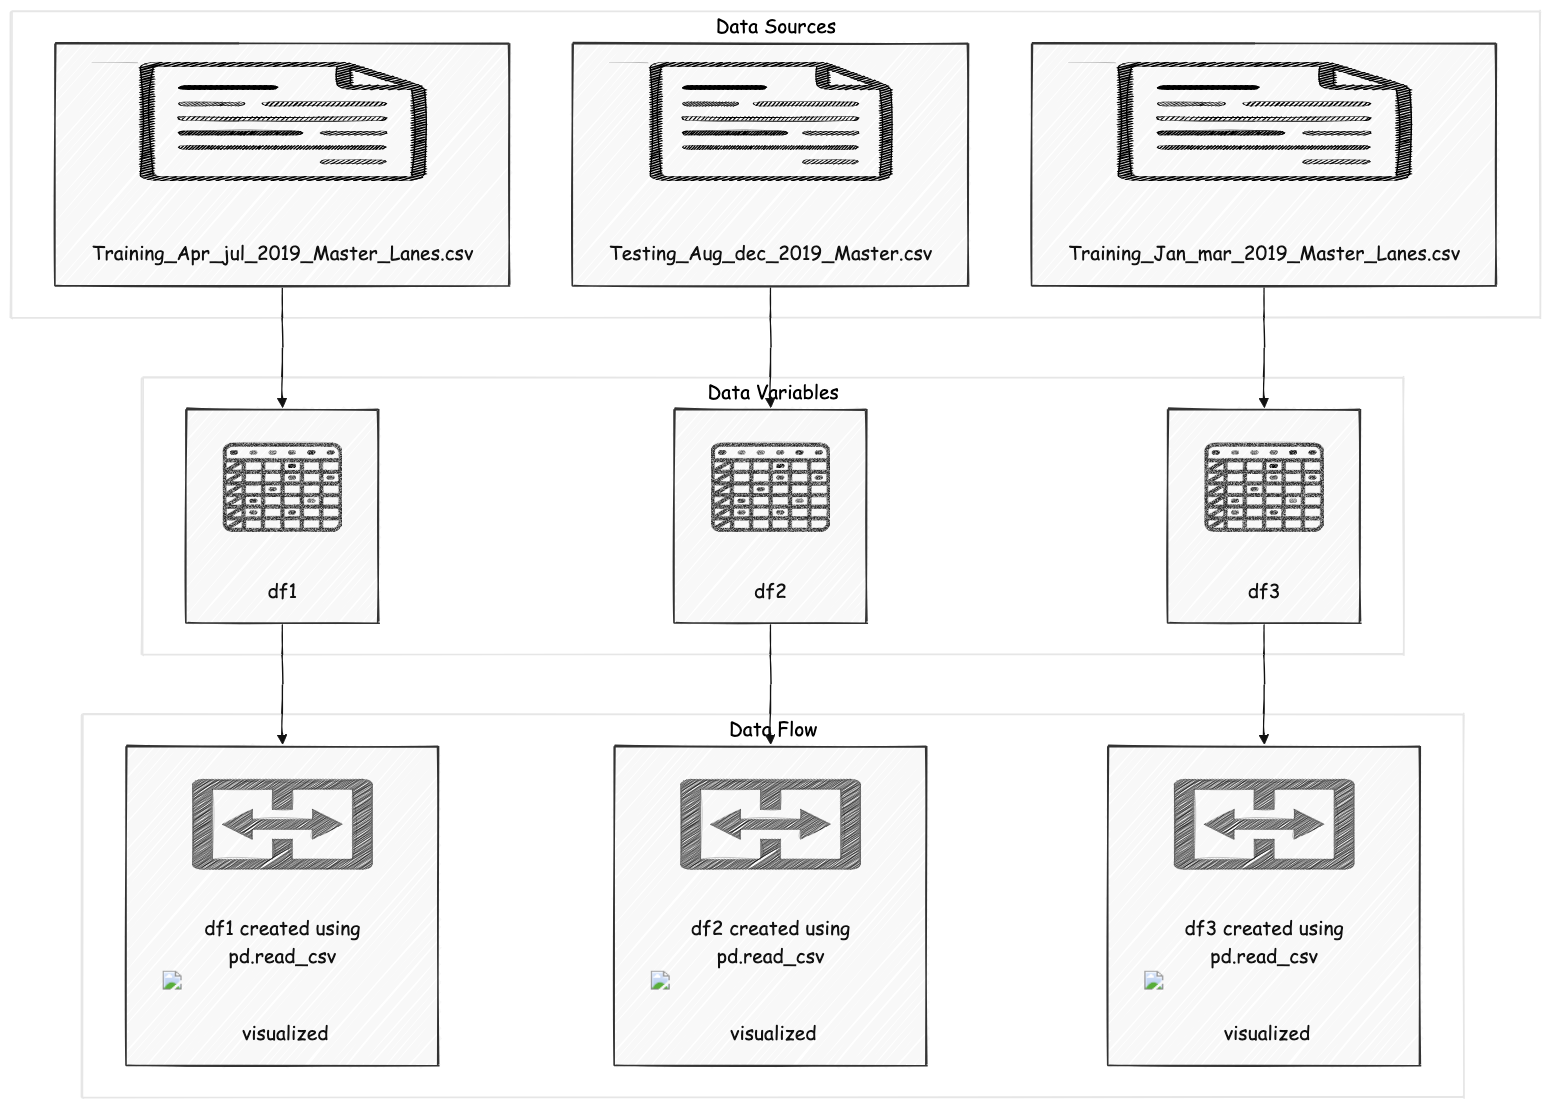 Data Sources
Training_Apr_jul_2019_Master_Lanes.csv
Testing_Aug_dec_2019_Master.csv
Training_Jan_mar_2019_Master_Lanes.csv
Data Variables
df1
df2
df3
Data Flow
df1 created using
pd.read_csv
visualized
df2 created using
pd.read_csv
visualized
df3 created using
pd.read_csv
visualized